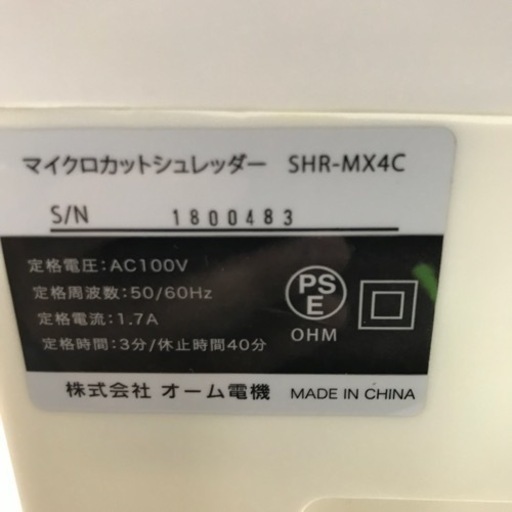 マイクロカットシュレッダー SHR-MX4C
S/N 1800483
定格電圧:AC100V
定格周波数:50/60Hz
定格電流:1.7A
定格時間:3分/休止時間40分
PS
E
OHM
株式会社 オーム電機 MADE IN CHINA